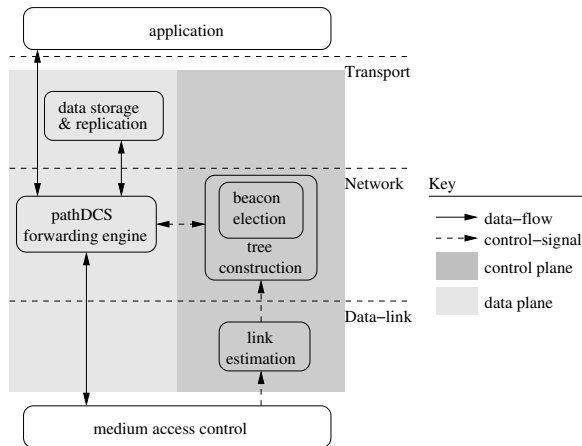 application
Transport
data storage
& replication
Network
beacon
election
pathDCS
forwarding engine
tree
construction
Data-link
link
estimation
medium access control
Key
data-flow
control-signal
control plane
data plane